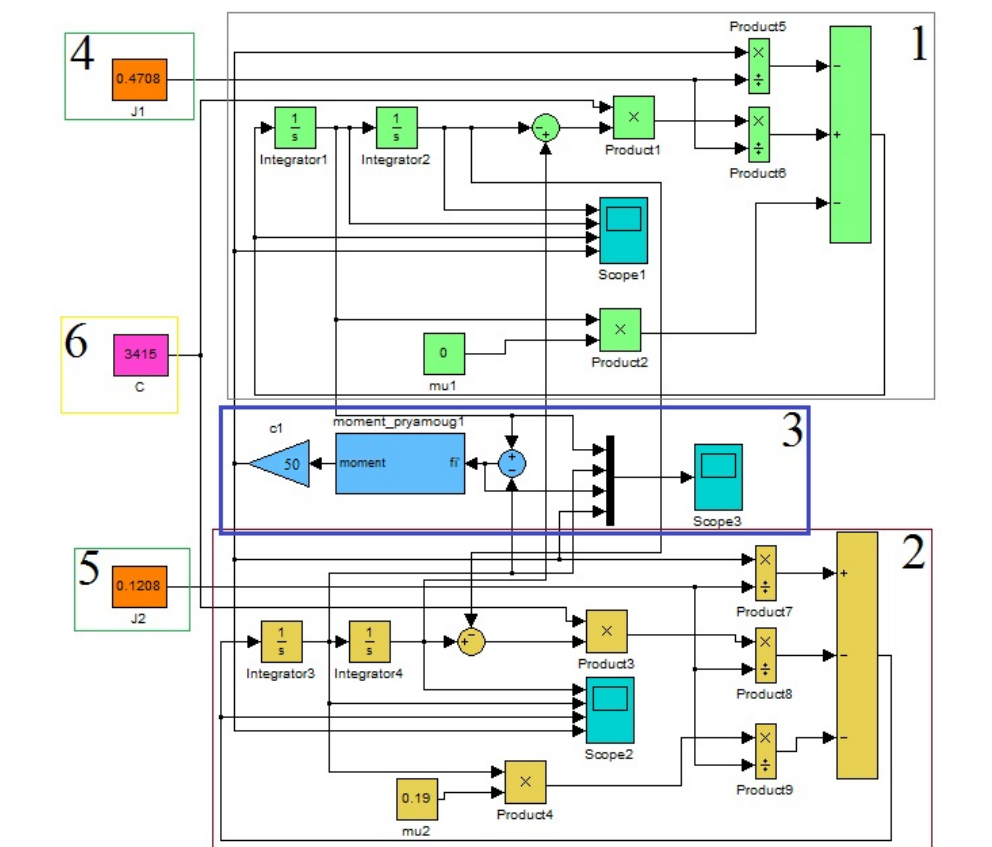 1
Product5
×
÷
−
4
0.4708
J1
1
s
Integrator1
1
s
Integrator2
−
+
×
Product1
×
÷
Product6
+
−
Scope1
6
3415
C
0
mu1
×
Product2
3
c1
50
moment_pryamoug1
moment
fi'
+
−
Scope3
2
5
0.1208
J2
×
÷
Product7
+
1
s
Integrator3
1
s
Integrator4
+
−
×
Product3
×
÷
Product8
−
Scope2
×
÷
Product9
−
0.19
mu2
×
Product4